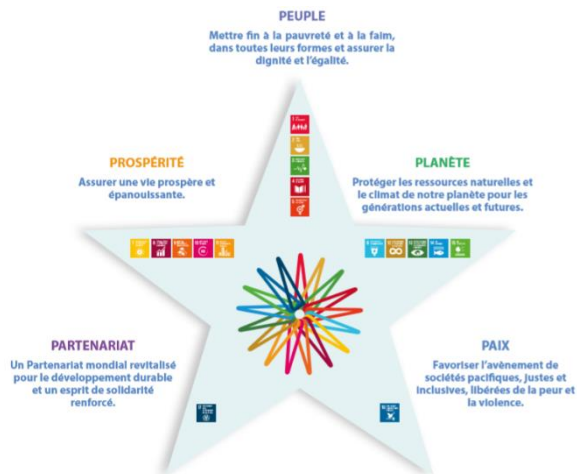 PEUPLE
Mettre fin à la pauvreté et à la faim,
dans toutes leurs formes et assurer la
dignité et l'égalité.
PROSPÉRITÉ
Assurer une vie prospère et
épanouissante.
PLANÈTE
Protéger les ressources naturelles et
le climat de notre planète pour les
générations actuelles et futures.
PARTENARIAT
Un Partenariat mondial revitalisé
pour le développement durable
et un esprit de solidarité
renforcé.
PAIX
Favoriser l'avènement de
sociétés pacifiques, justes et
inclusives, libérées de la peur et
la violence.